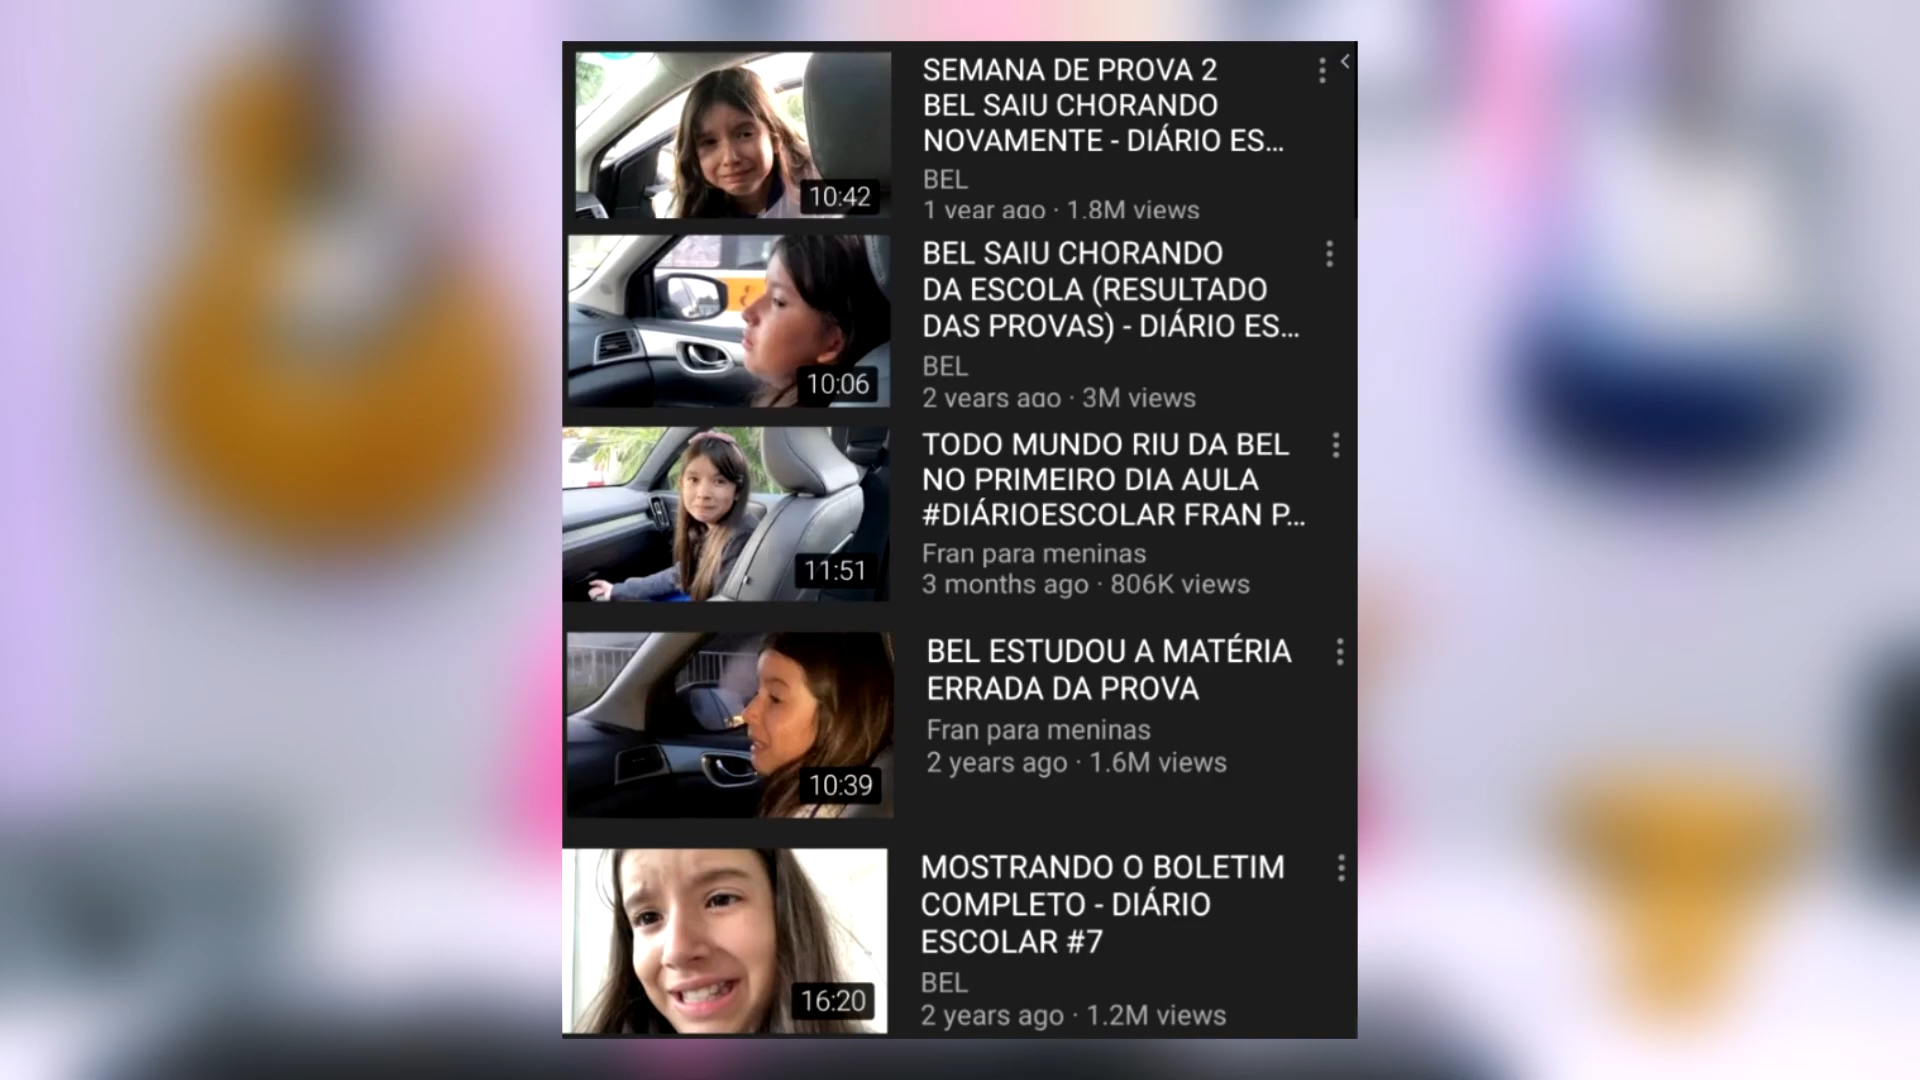 SEMANA DE PROVA 2
BEL SAIU CHORANDO
NOVAMENTE - DIÁRIO ES...
BEL
1 year ago · 1.8M views
10:42
BEL SAIU CHORANDO
DA ESCOLA (RESULTADO
DAS PROVAS) - DIÁRIO ES...
BEL
2 years ago · 3M views
10:06
TODO MUNDO RIU DA BEL
NO PRIMEIRO DIA AULA
#DIÁRIOESCOLAR FRAN P...
Fran para meninas
3 months ago · 806K views
11:51
BEL ESTUDOU A MATÉRIA
ERRADA DA PROVA
Fran para meninas
2 years ago · 1.6M views
10:39
MOSTRANDO O BOLETIM
COMPLETO - DIÁRIO
ESCOLAR #7
BEL
2 years ago · 1.2M views
16:20